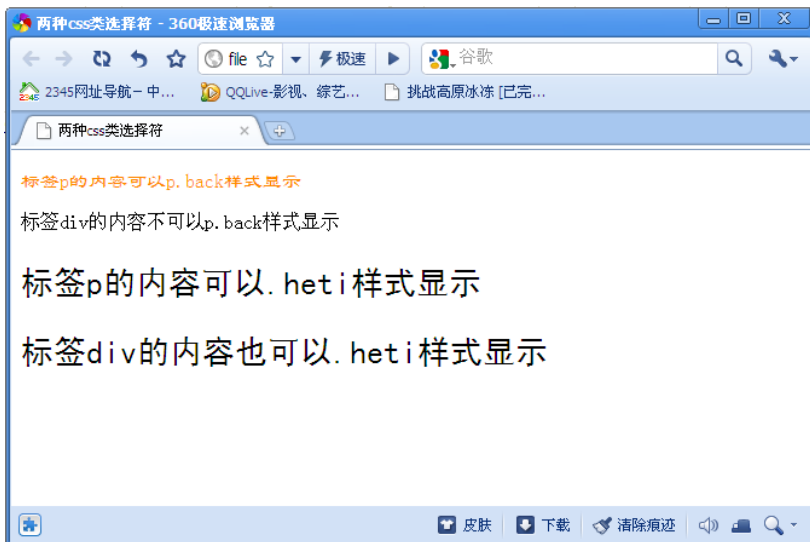 两种css类选择符 - 360极速浏览器
file 极速 谷歌
2345网址导航－中... QQLive-影视、综艺... 挑战高原冰冻 [已完...
两种css类选择符
标签p的内容可以p.back样式显示
标签div的内容不可以p.back样式显示
标签p的内容可以.heti样式显示
标签div的内容也可以.heti样式显示
皮肤 下载 清除痕迹